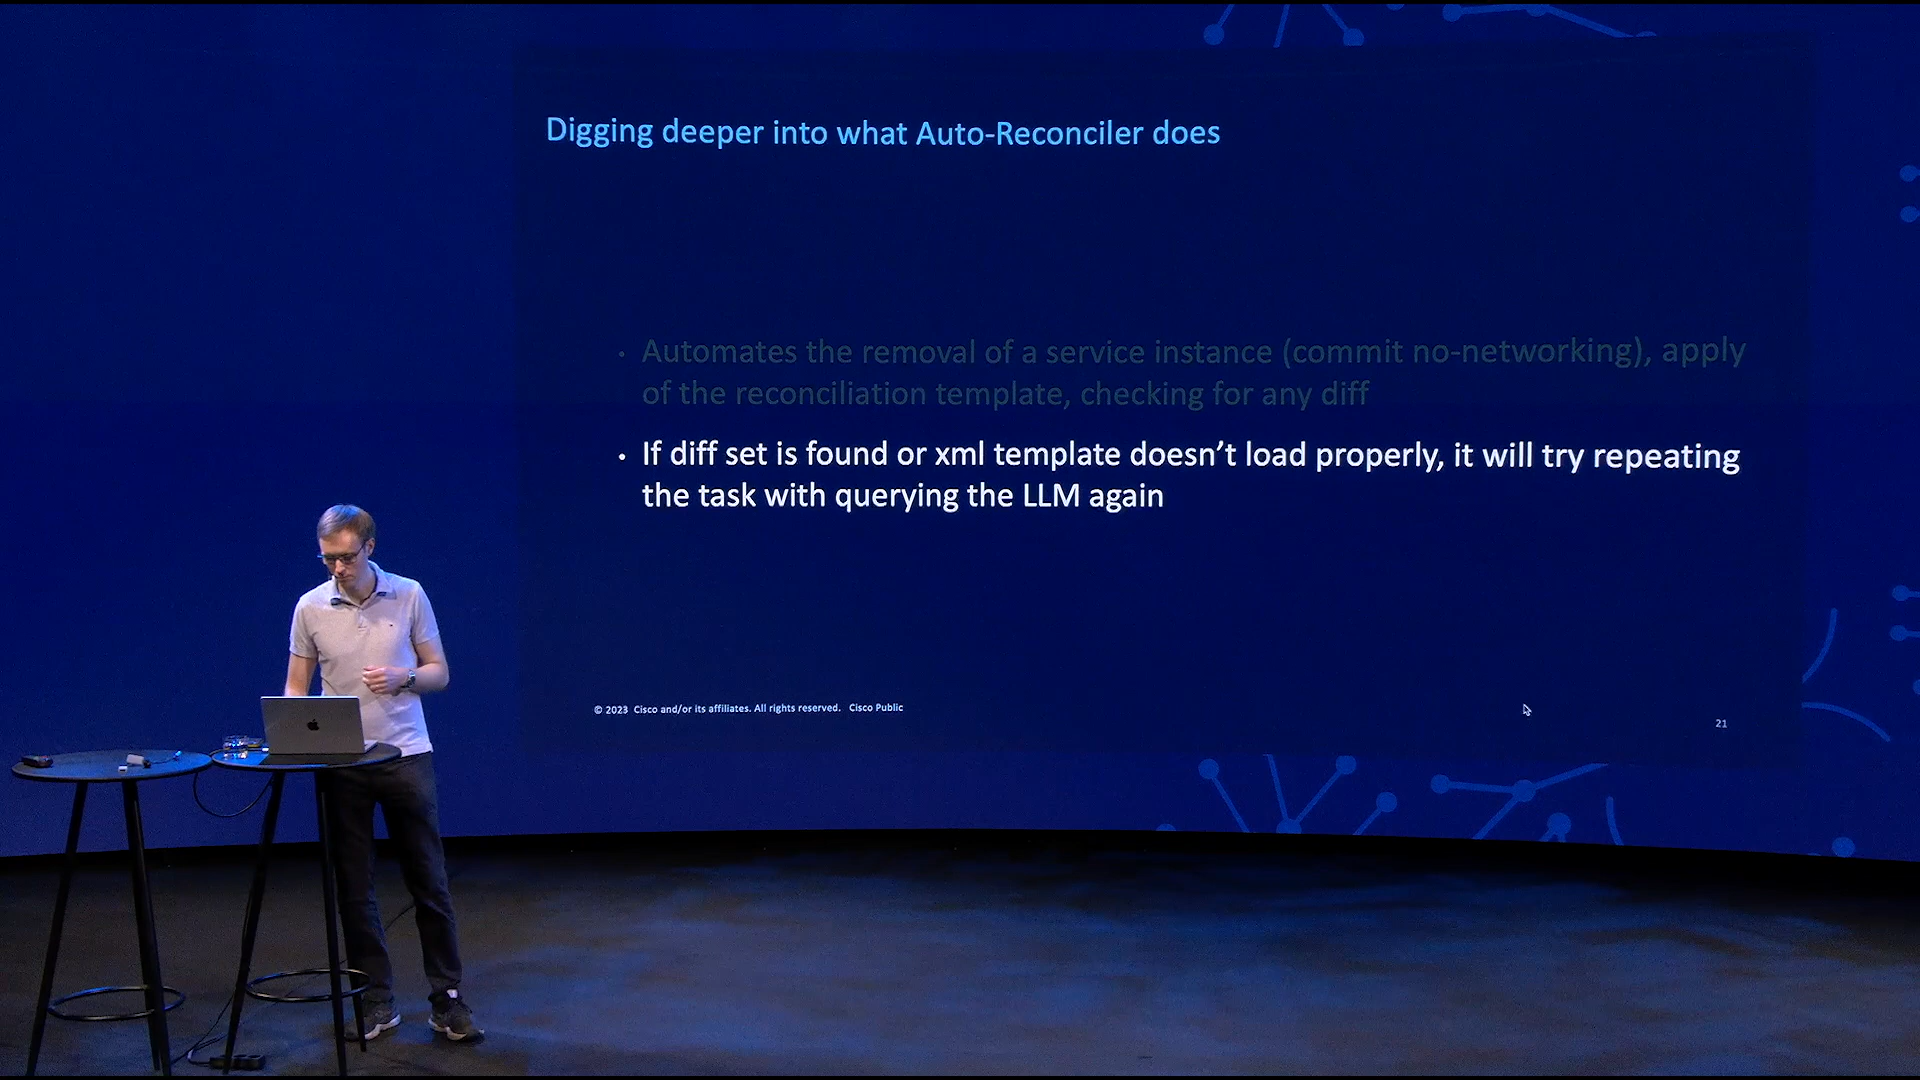 Digging deeper into what Auto-Reconciler does
• Automates the removal of a service instance (commit no-networking), apply
of the reconciliation template, checking for any diff
• If diff set is found or xml template doesn’t load properly, it will try repeating
the task with querying the LLM again
© 2023 Cisco and/or its affiliates. All rights reserved. Cisco Public
21